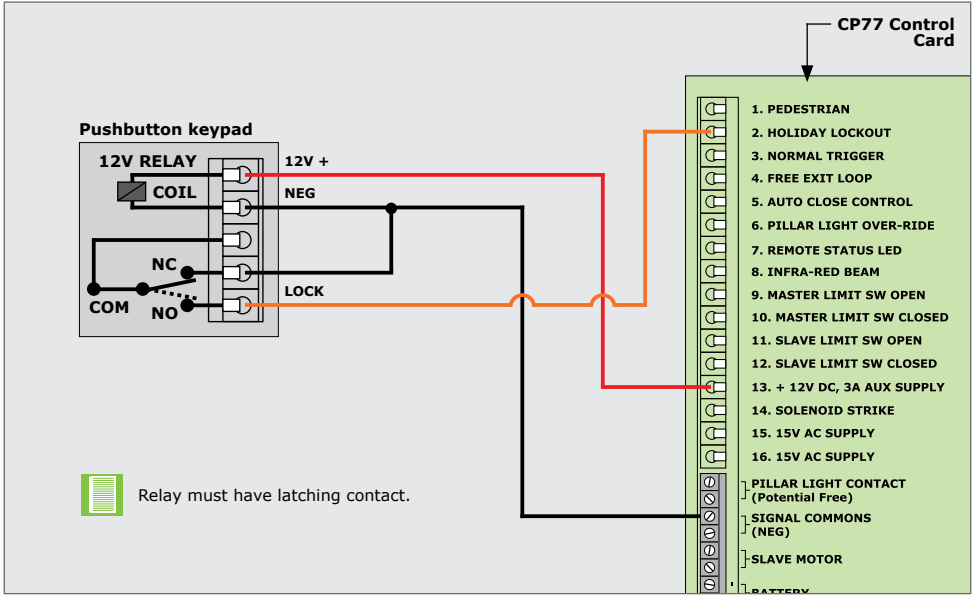 CP77 Control
Card
Pushbutton keypad
12V RELAY
COIL
NC
COM
NO
12V +
NEG
LOCK
1. PEDESTRIAN
2. HOLIDAY LOCKOUT
3. NORMAL TRIGGER
4. FREE EXIT LOOP
5. AUTO CLOSE CONTROL
6. PILLAR LIGHT OVER-RIDE
7. REMOTE STATUS LED
8. INFRA-RED BEAM
9. MASTER LIMIT SW OPEN
10. MASTER LIMIT SW CLOSED
11. SLAVE LIMIT SW OPEN
12. SLAVE LIMIT SW CLOSED
13. + 12V DC, 3A AUX SUPPLY
14. SOLENOID STRIKE
15. 15V AC SUPPLY
16. 15V AC SUPPLY
PILLAR LIGHT CONTACT
(Potential Free)
SIGNAL COMMONS
(NEG)
SLAVE MOTOR
BATTERY
Relay must have latching contact.